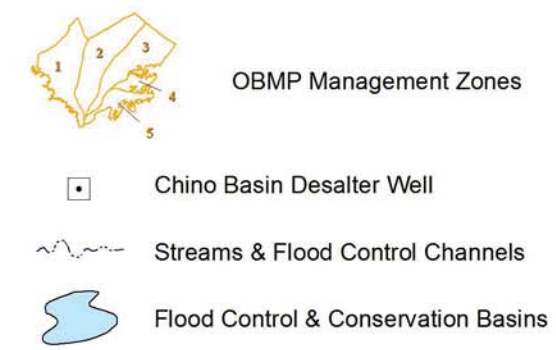 1
2
3
4
5
OBMP Management Zones
Chino Basin Desalter Well
Streams & Flood Control Channels
Flood Control & Conservation Basins